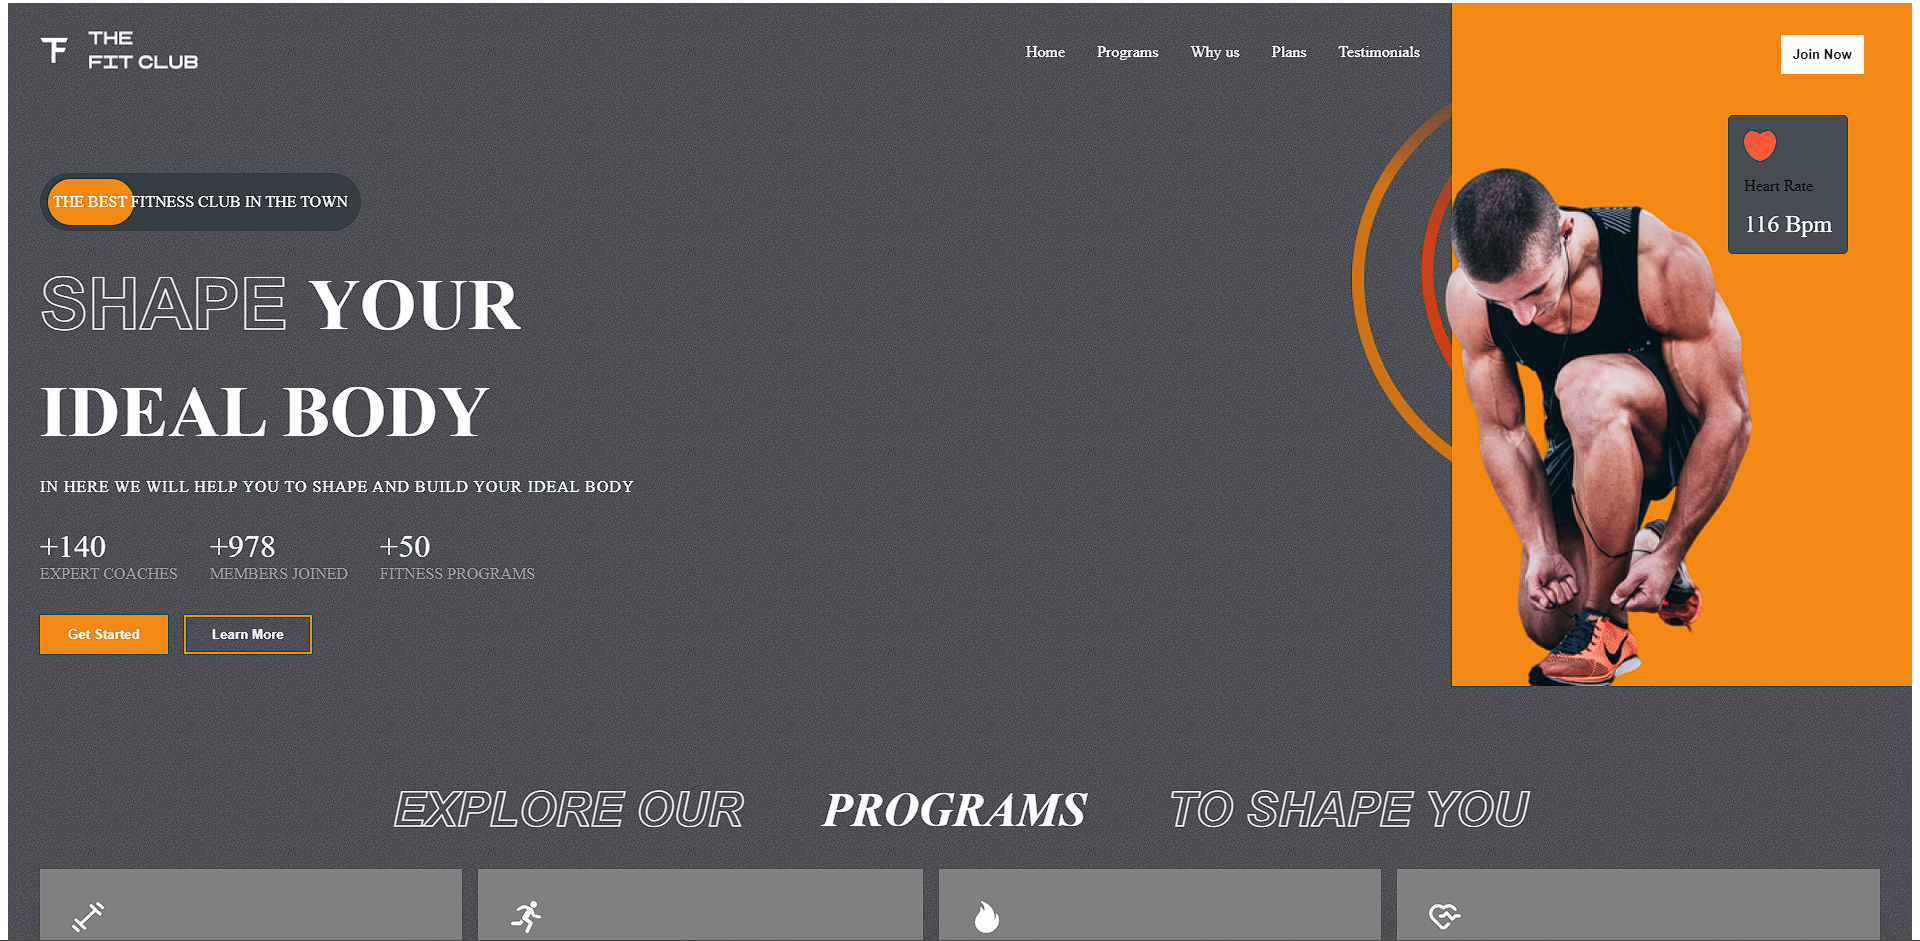 THE
FIT CLUB
Home Programs Why us Plans Testimonials
Join Now
Heart Rate
116 Bpm
THE BEST FITNESS CLUB IN THE TOWN
SHAPE YOUR
IDEAL BODY
IN HERE WE WILL HELP YOU TO SHAPE AND BUILD YOUR IDEAL BODY
+140 +978 +50
EXPERT COACHES MEMBERS JOINED FITNESS PROGRAMS
Get Started Learn More
EXPLORE OUR PROGRAMS TO SHAPE YOU